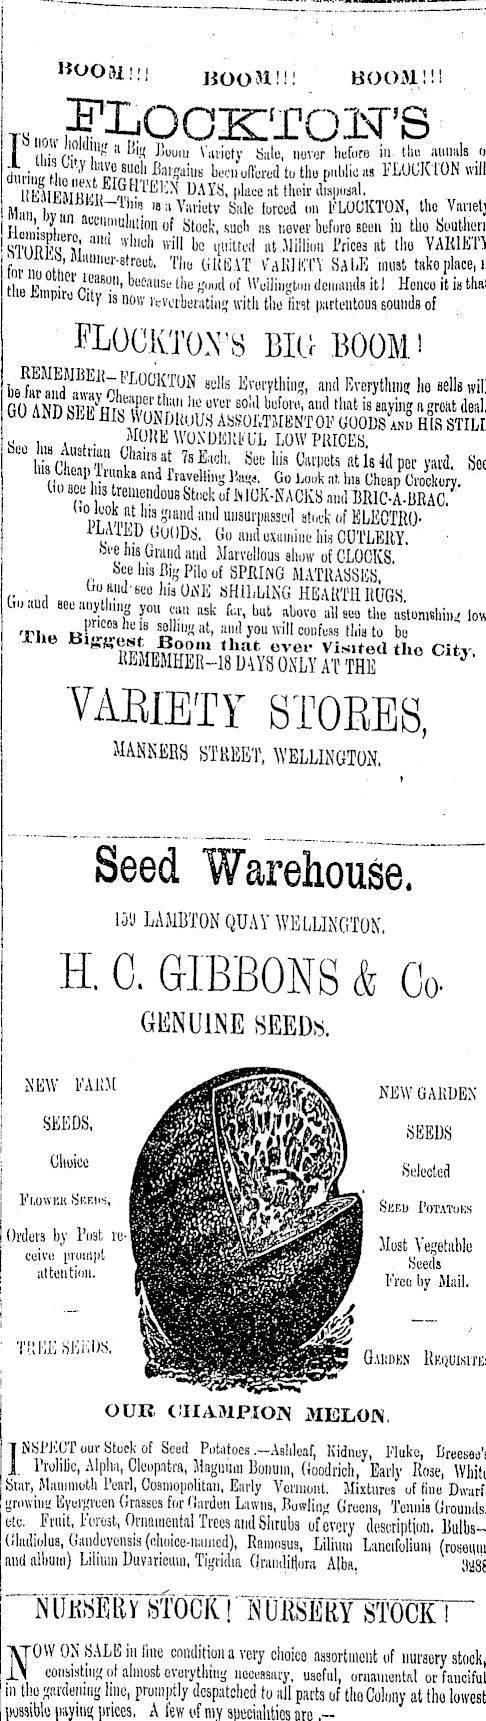 BOOM!!! BOOM!!! BOOM!!!
FLOCKTON'S
IS now holding a Big Boom Variety Sale, never before in the annals o
this City have such Bargains been offered to the public as FLOCKTON will
during the next EIGHTEEN DAYS, place at their disposal.
REMEMBER—This is a Variety Sale forced on FLOCKTON, the Variety
Man, by an accumulation of Stock, such as never before seen in the Southern
Hemisphere, and which will be quitted at Million Prices at the VARIETY
STORES, Manner-street. The GREAT VARIETY SALE must take place,
for no other reason, because the good of Wellington demands it! Hence it is that
the Empire City is now reverberating with the first partentous sounds of
FLOCKTON'S BIG BOOM!
REMEMBER—FLOCKTON sells Everything, and Everything he sells will
be far and away Cheaper than he ever sold before, and that is saying a great deal.
GO AND SEE HIS WONDROUS ASSOLTMENT OF GOODS AND HIS STILL
MORE WONDERFUL LOW PRICES.
See his Austrian Chairs at 7s Each. See his Carpets at 1s 4d per yard. See
his Cheap Trunks and Travelling Bags. Go Look at his Cheap Crockery.
Go see his tremendous Stock of NICK-NACKS and BRIC-A-BRAC.
Go look at his grand and unsurpassed stock of ELECTRO-
PLATED GOODS. Go and examine his CUTLERY.
See his Grand and Marvellous show of CLOCKS.
See his Big Pile of SPRING MATRASSES,
Go and see his ONE SHILLING HEARTH RUGS.
Go and see anything you can ask for, but above all see the astonishing low
prices he is selling at, and you will confess this to be
The Biggest Boom that ever Visited the City.
REMEMHER—18 DAYS ONLY AT THE
VARIETY STORES,
MANNERS STREET, WELLINGTON.
Seed Warehouse.
159 LAMBTON QUAY WELLINGTON.
H. C. GIBBONS & Co.
GENUINE SEEDS.
NEW FARM
SEEDS,
Choice
FLOWER SEEDS,
Orders by Post re-
ceive prompt
attention.
TREE SEEDS.
NEW GARDEN
SEEDS
Selected
SEED POTATOES
Most Vegetable
Seeds
Free by Mail.
GARDEN REQUISITE
OUR CHAMPION MELON.
INSPECT our Stock of Seed Potatoes.—Ashleaf, Kidney, Fluke, Breesee's
Prolific, Alpha, Cleopatra, Magnum Bonum, Goodrich, Early Rose, White
Star, Mammoth Pearl, Cosmopolitan, Early Vermont. Mixtures of fine Dwarf
growing Evergreen Grasses for Garden Lawns, Bowling Greens, Tennis Grounds,
etc. Fruit, Forest, Ornamental Trees and Shrubs of every description. Bulbs—
Gladiolus, Gandevensis (choice-named), Ramosus, Lilium Lancifolium (roseum
and album) Lilium Duvaricum, Tigridia Grandiflora Alba. 3288
NURSERY STOCK! NURSERY STOCK!
NOW ON SALE in fine condition a very choice assortment of nursery stock,
consisting of almost everything necessary, useful, ornamental or fanciful
in the gardening line, promptly despatched to all parts of the Colony at the lowest
possible paying prices. A few of my specialities are.—